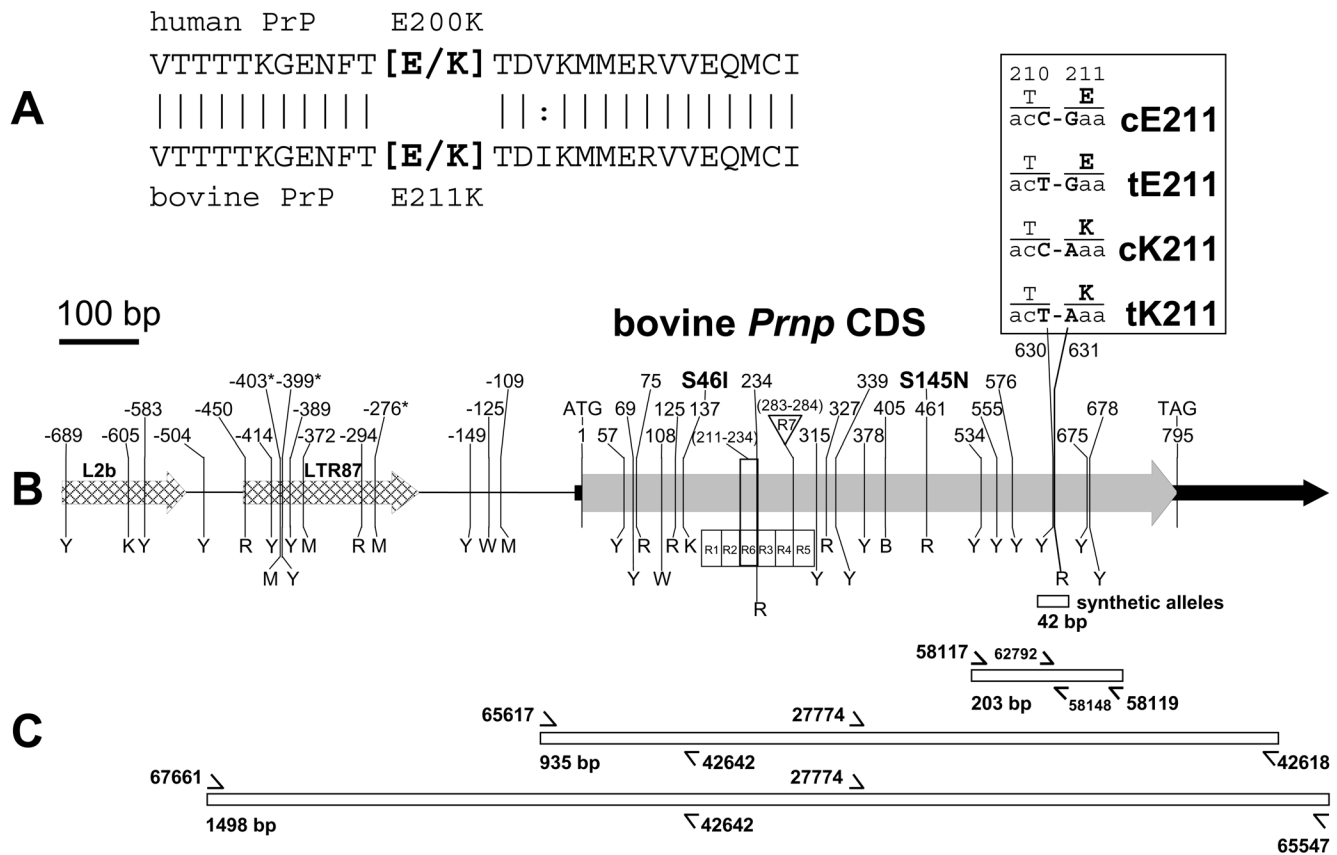 A
human PrP E200K
VTTTTKGENFT [E/K] TDVKMMERVVEQMCI
| | | | | | | | | | | | | : | | | | | | | | | | | |
VTTTTKGENFT [E/K] TDIKMMERVVEQMCI
bovine PrP E211K
210 211
T E
acC-Gaa cE211
T E
acT-Gaa tE211
T K
acC-Aaa cK211
T K
acT-Aaa tK211
100 bp
bovine Prnp CDS
630 631
-403* -399* -109 75 S46I 234 339 S145N 576
-583 -450 -389 -276* -125 ATG 69 125 137 (283-284) 327 405 461 555 678 TAG
R7
-689 -605 -504 -414 -372 -294 -149 1 57 108 (211-234) 315 378 534 675 795
L2b LTR87
B
Y K Y Y R Y Y M R M Y W M Y R R K R1 R2 R6 R3 R4 R5 R Y B R Y Y Y Y Y
M Y Y W Y Y R Y
R
synthetic alleles
42 bp
C
58117 62792
203 bp 58148 58119
65617 27774
935 bp 42642 42618
67661 27774
1498 bp 42642
65547